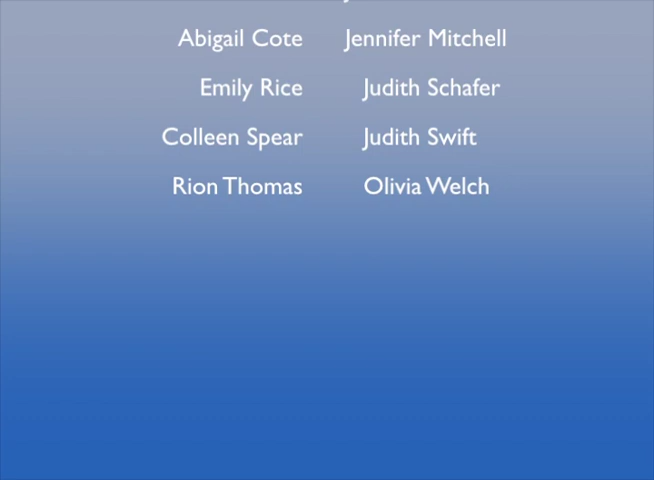 Abigail Cote Jennifer Mitchell
Emily Rice Judith Schafer
Colleen Spear Judith Swift
Rion Thomas Olivia Welch